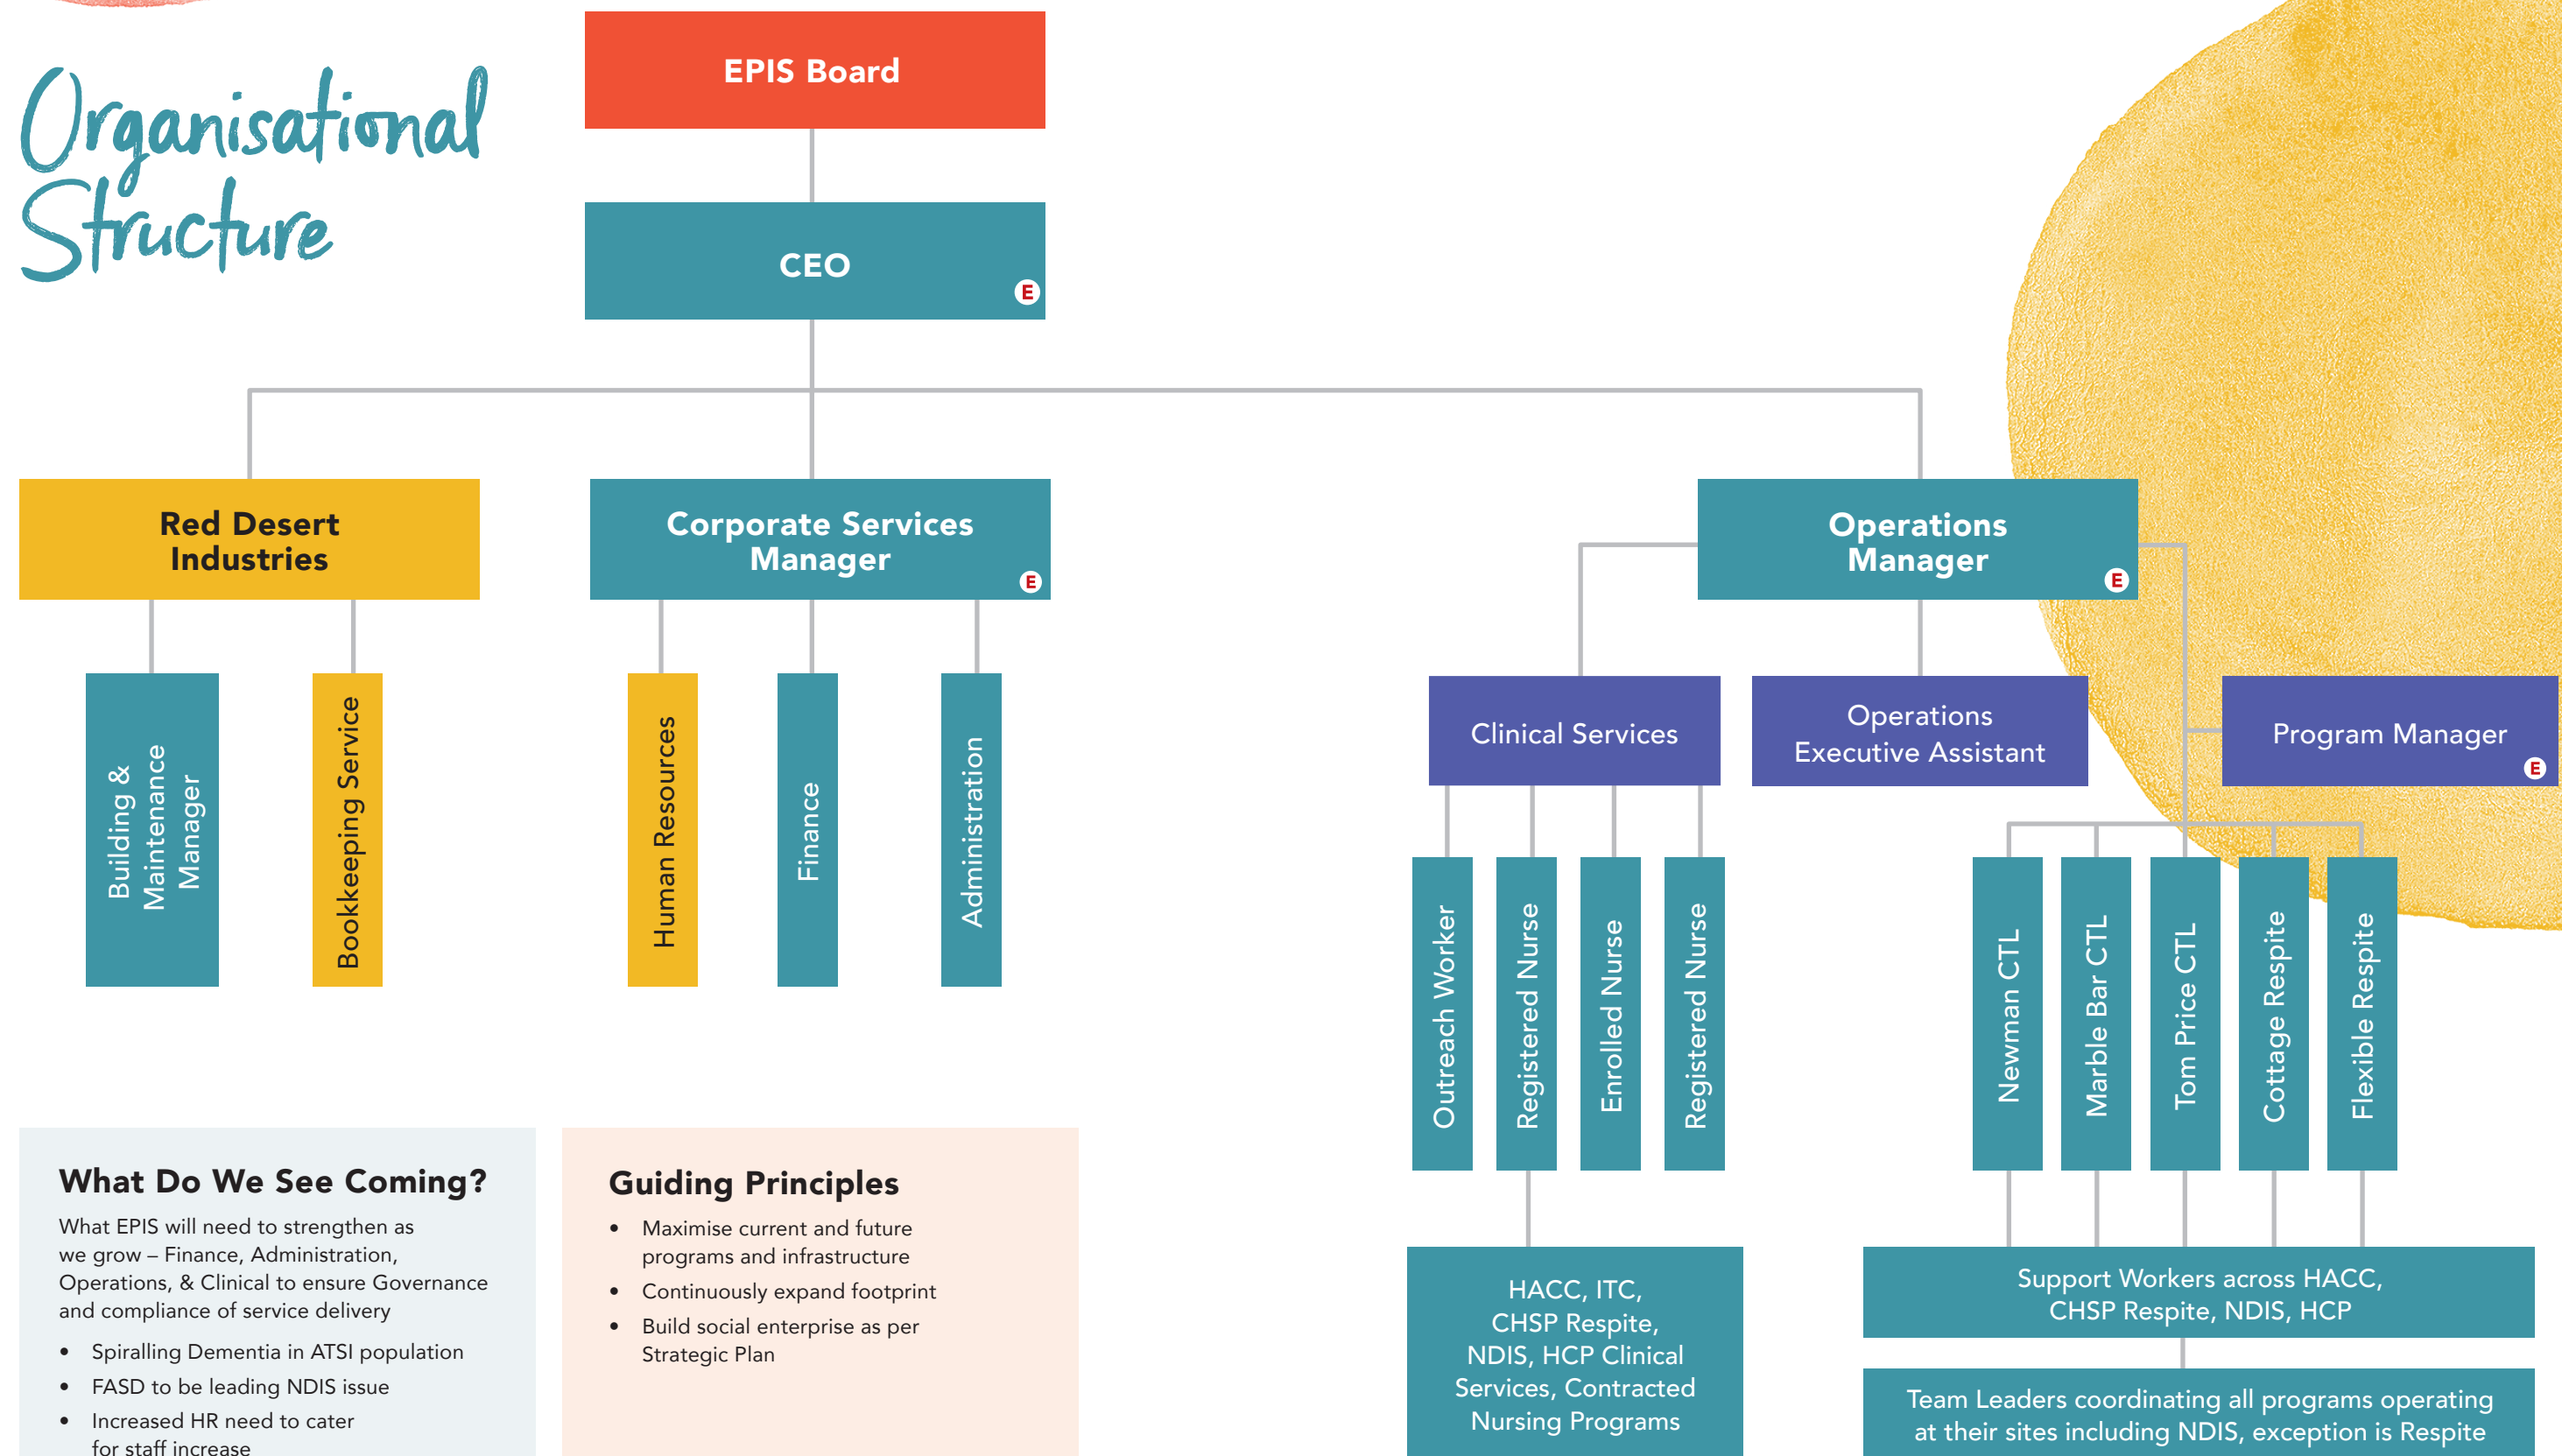 Organisational
Structure
EPIS Board
CEO
E
Red Desert
Industries
Corporate Services
Manager
E
Operations
Manager
E
Building &
Maintenance
Manager
Bookkeeping Service
Human Resources
Finance
Administration
Clinical Services
Operations
Executive Assistant
Program Manager
E
Outreach Worker
Registered Nurse
Enrolled Nurse
Registered Nurse
Newman CTL
Marble Bar CTL
Tom Price CTL
Cottage Respite
Flexible Respite
What Do We See Coming?
What EPIS will need to strengthen as
we grow – Finance, Administration,
Operations, & Clinical to ensure Governance
and compliance of service delivery
• Spiralling Dementia in ATSI population
• FASD to be leading NDIS issue
• Increased HR need to cater
for staff increase
Guiding Principles
• Maximise current and future
programs and infrastructure
• Continuously expand footprint
• Build social enterprise as per
Strategic Plan
HACC, ITC,
CHSP Respite,
NDIS, HCP Clinical
Services, Contracted
Nursing Programs
Support Workers across HACC,
CHSP Respite, NDIS, HCP
Team Leaders coordinating all programs operating
at their sites including NDIS, exception is Respite